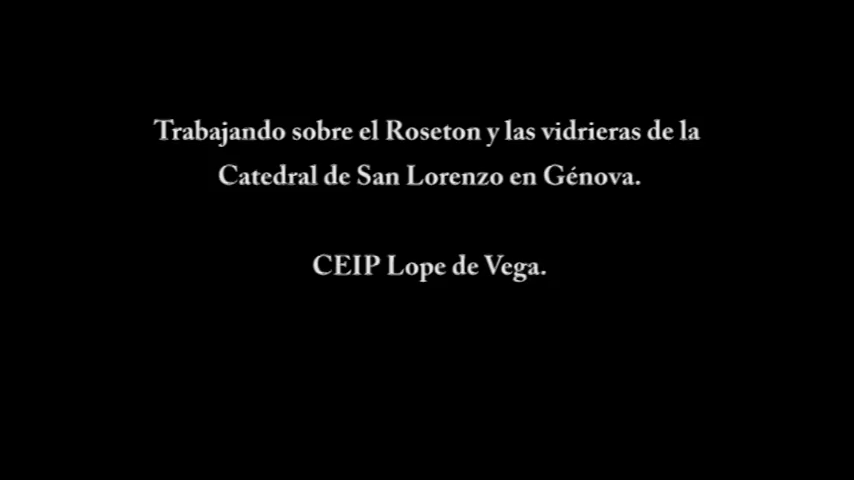 Trabajando sobre el Roseton y las vidrieras de la
Catedral de San Lorenzo en Génova.
CEIP Lope de Vega.